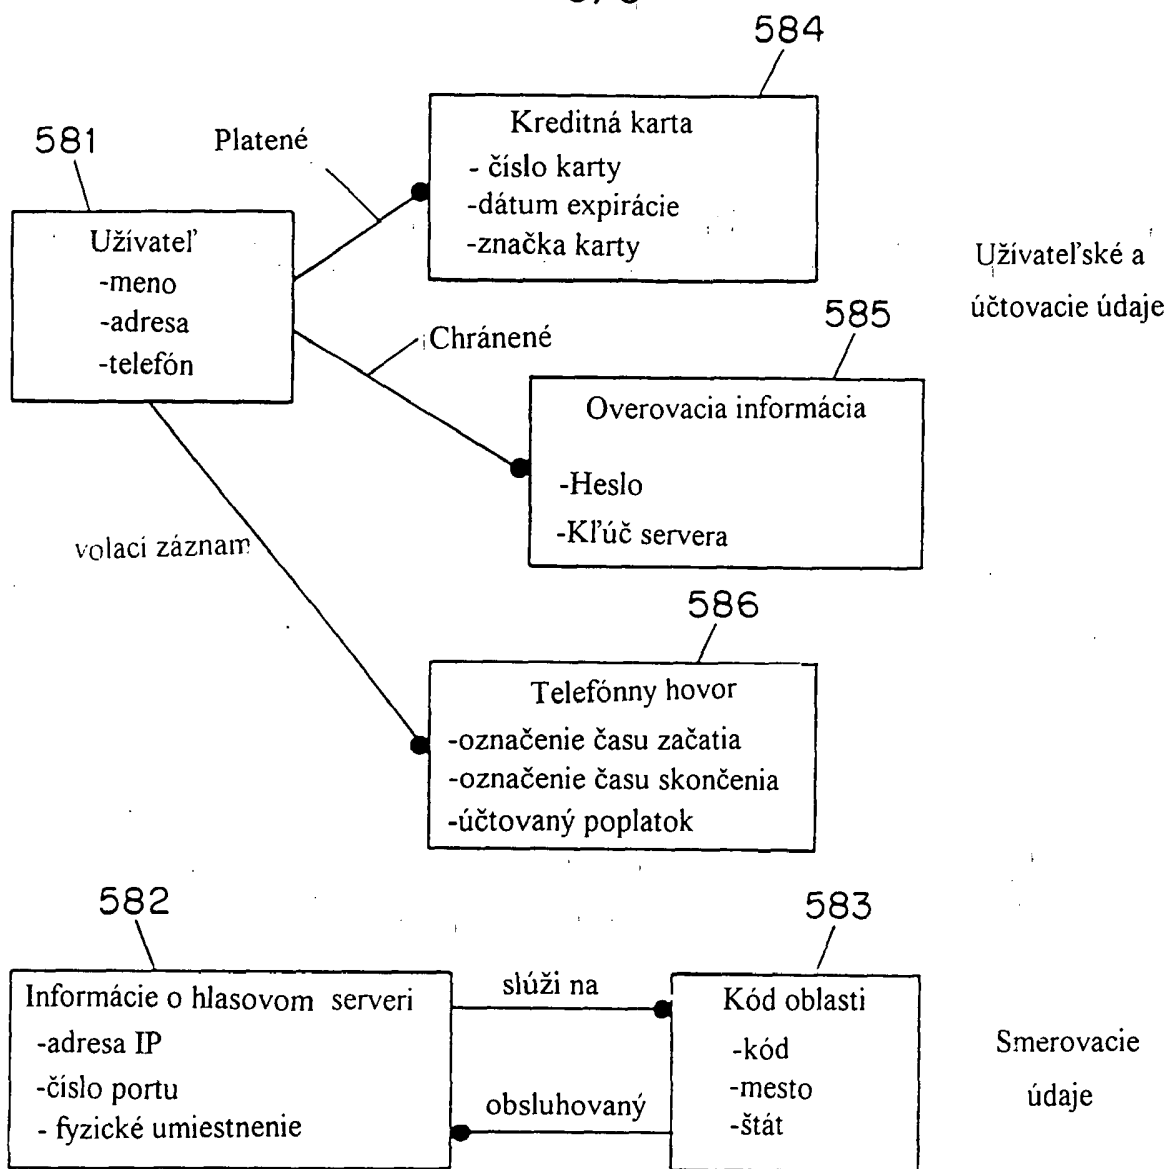 584
Kreditná karta
- číslo karty
-dátum expirácie
-značka karty
581
Platené
Užívateľ
-meno
-adresa
-telefón
Užívateľské a
účtovacie údaje
585
Chránené
Overovacia informácia
-Heslo
-Kľúč servera
volací záznam
586
Telefónny hovor
-označenie času začatia
-označenie času skončenia
-účtovaný poplatok
582
Informácie o hlasovom serveri
-adresa IP
-číslo portu
- fyzické umiestnenie
slúži na
obsluhovaný
583
Kód oblasti
-kód
-mesto
-štát
Smerovacie
údaje